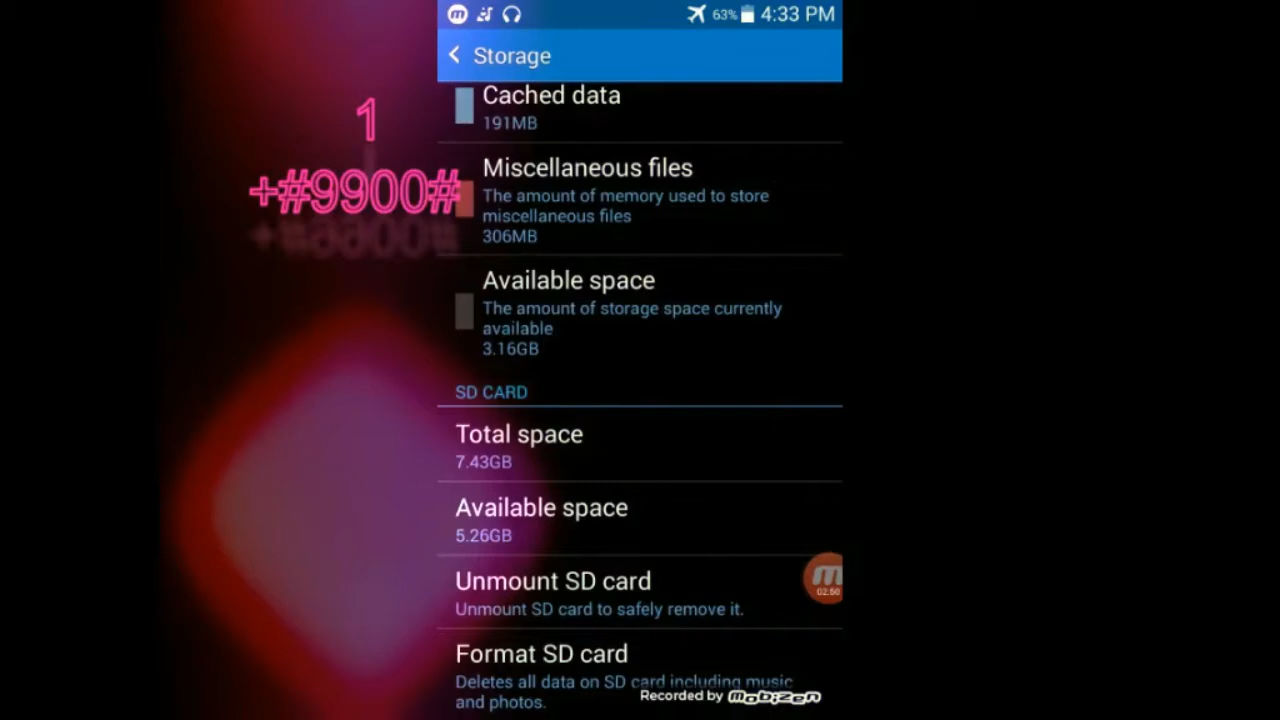 63% 4:33 PM
Storage
Cached data
191MB
1
+#9900#
Miscellaneous files
The amount of memory used to store
miscellaneous files
306MB
Available space
The amount of storage space currently
available
3.16GB
SD CARD
Total space
7.43GB
Available space
5.26GB
Unmount SD card
Unmount SD card to safely remove it.
m
02:50
Format SD card
Deletes all data on SD card including music
and photos.
Recorded by mobizen